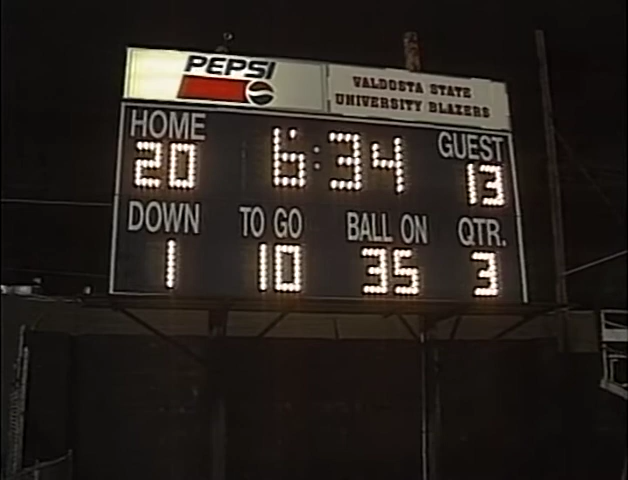 PEPSI
VALDOSTA STATE
UNIVERSITY BLAZERS
HOME 6:34 GUEST
20 13
DOWN TO GO BALL ON QTR.
1 10 35 3